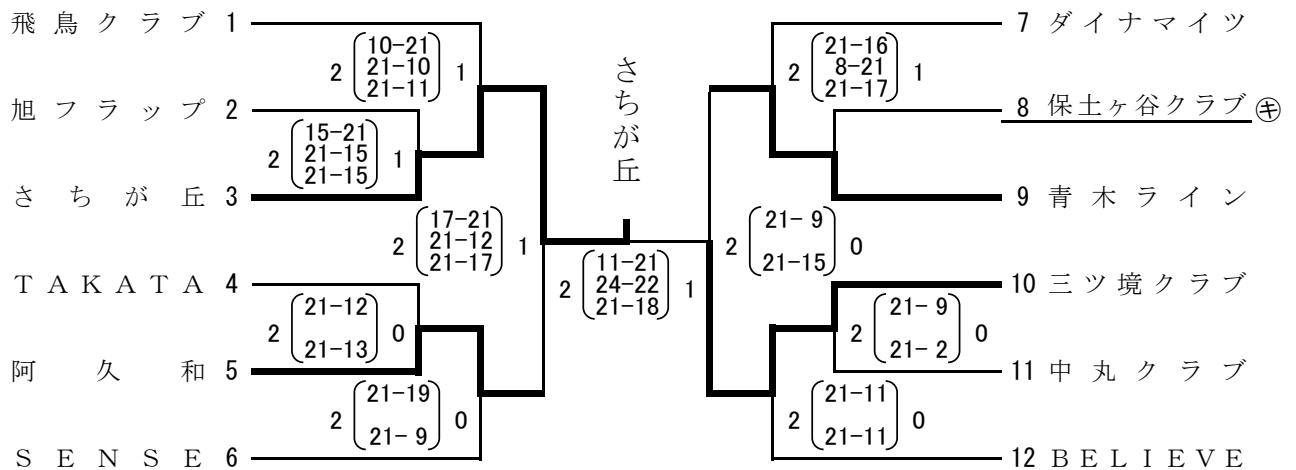 飛鳥クラブ 1
10-21
2 21-10 1
21-11
旭フラップ 2
15-21
2 21-15 1
21-15
さちが丘 3
17-21
2 21-12 1
21-17
TAKATA 4
21-12
2 0
21-13
阿久和 5
21-19
2 0
21- 9
SENSE 6
さちが丘
11-21
2 24-22 1
21-18
7 ダイナマイツ
21-16
2 8-21 1
21-17
8 保土ヶ谷クラブ ㋖
9 青木ライン
21- 9
2 0
21-15
10 三ツ境クラブ
21- 9
2 0
21- 2
11 中丸クラブ
21-11
2 0
21-11
12 BELIEVE